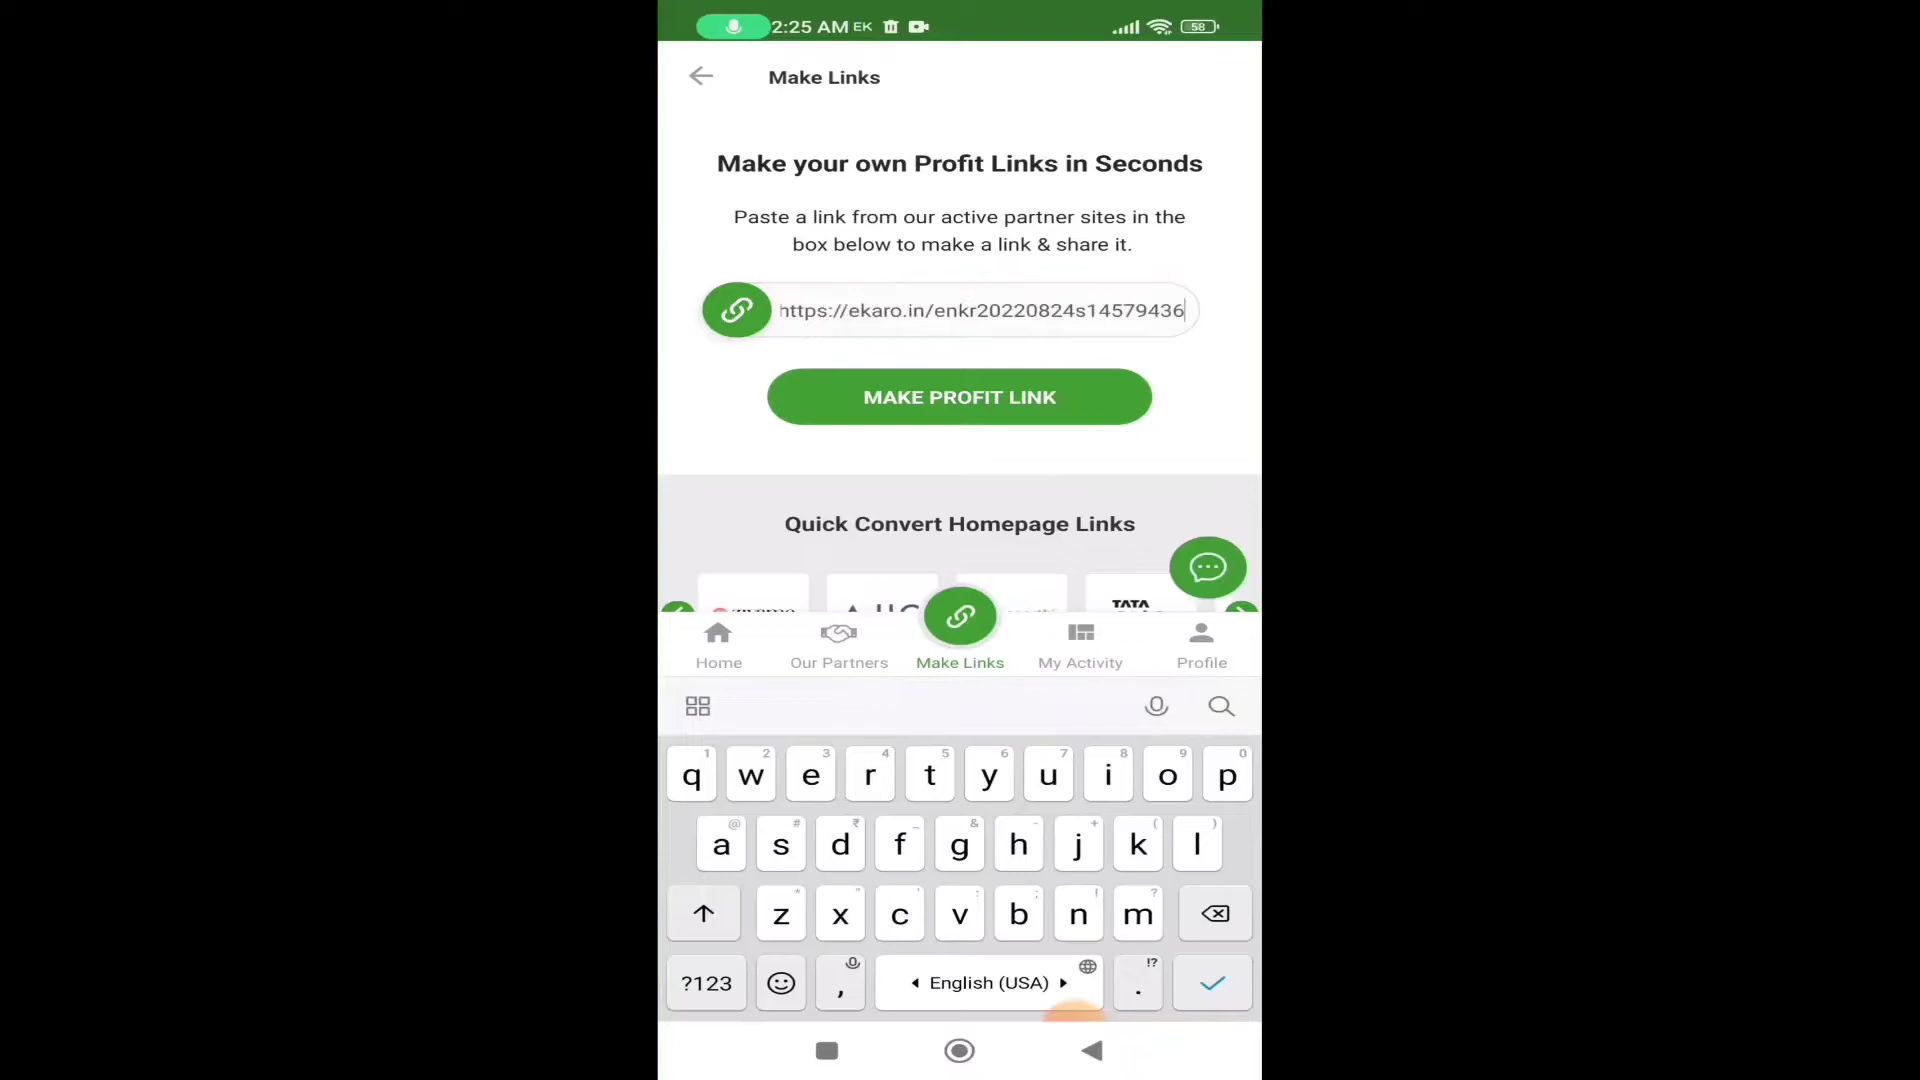 2:25 AM EK
58
Make Links
Make your own Profit Links in Seconds
Paste a link from our active partner sites in the
box below to make a link & share it.
https://ekaro.in/enkr20220824s14579436
MAKE PROFIT LINK
Quick Convert Homepage Links
TATA
Home
Our Partners
Make Links
My Activity
Profile
1 2 3 4 5 6 7 8 9 0
q w e r t y u i o p
@ # ₹ _ & - + ( )
a s d f g h j k l
* " ' : ; ! ?
z x c v b n m
!?
?123 , English (USA) .